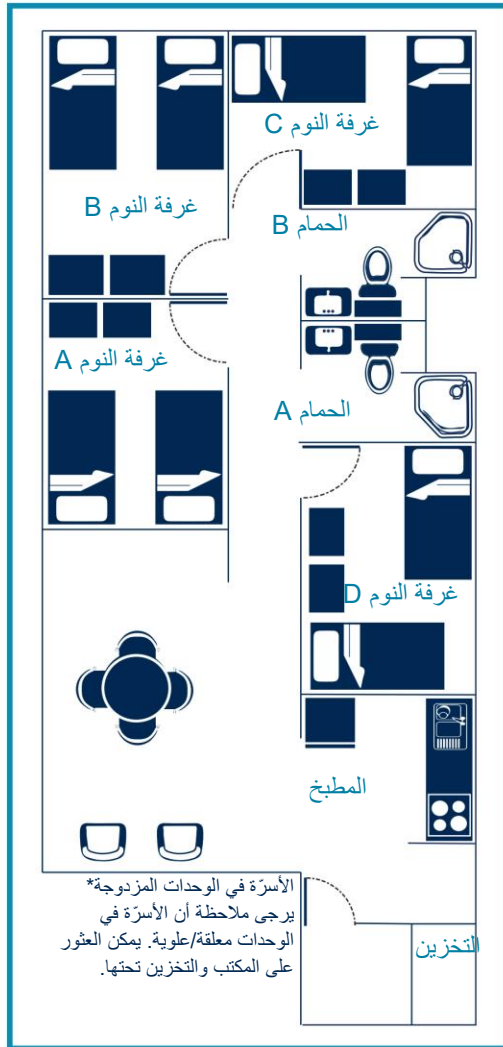 غرفة النوم C
غرفة النوم B
الحمام B
غرفة النوم A
الحمام A
غرفة النوم D
المطبخ
الأسرّة في الوحدات المزدوجة*
يرجى ملاحظة أن الأسرّة في
الوحدات معلقة/علوية. يمكن العثور
على المكتب والتخزين تحتها.
التخزين